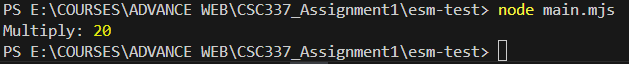 PS E:\COURSES\ADVANCE WEB\CSC337_Assignment1\esm-test> node main.mjs
Multiply: 20
PS E:\COURSES\ADVANCE WEB\CSC337_Assignment1\esm-test>